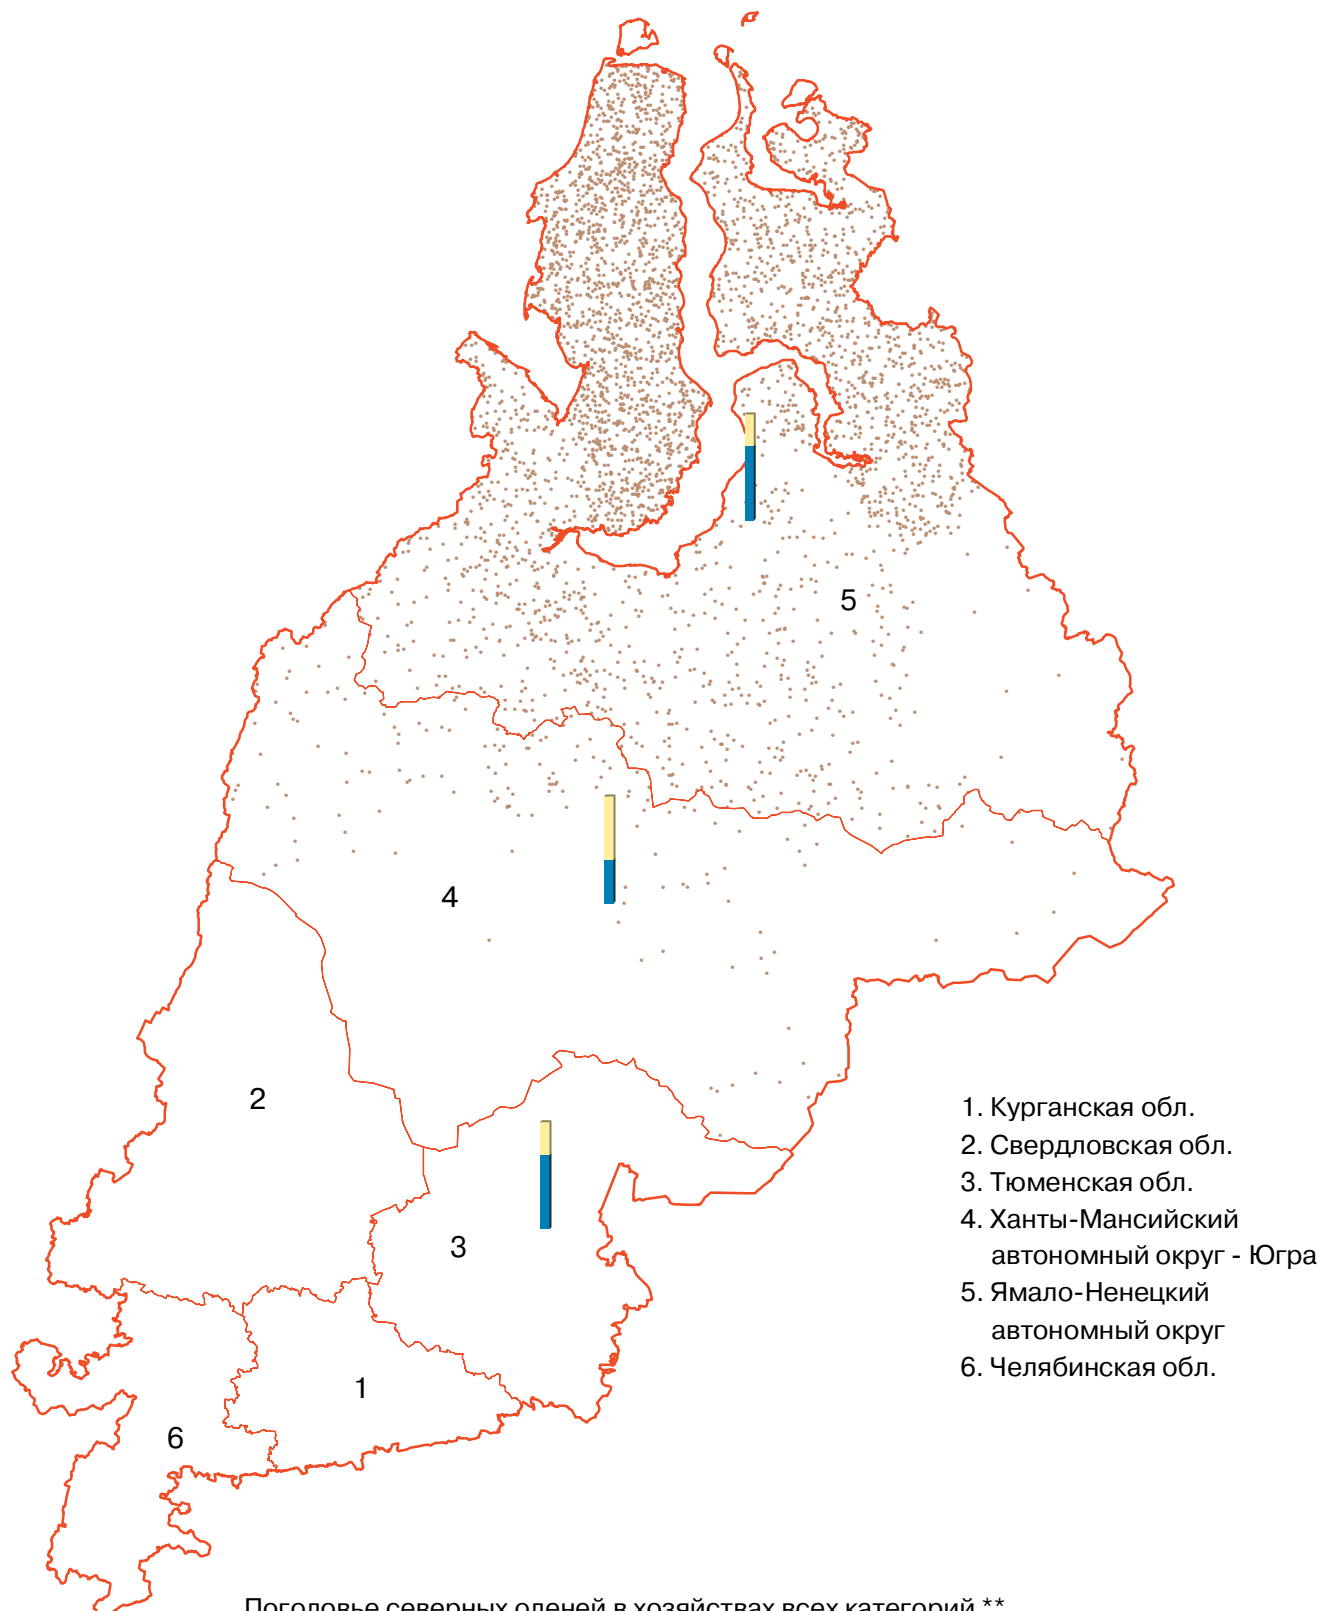 5
4
2
3
1
6
1. Курганская обл.
2. Свердловская обл.
3. Тюменская обл.
4. Ханты-Мансийский
автономный округ - Югра
5. Ямало-Ненецкий
автономный округ
6. Челябинская обл.
Поголовье северных оленей в хозяйствах всех категорий **